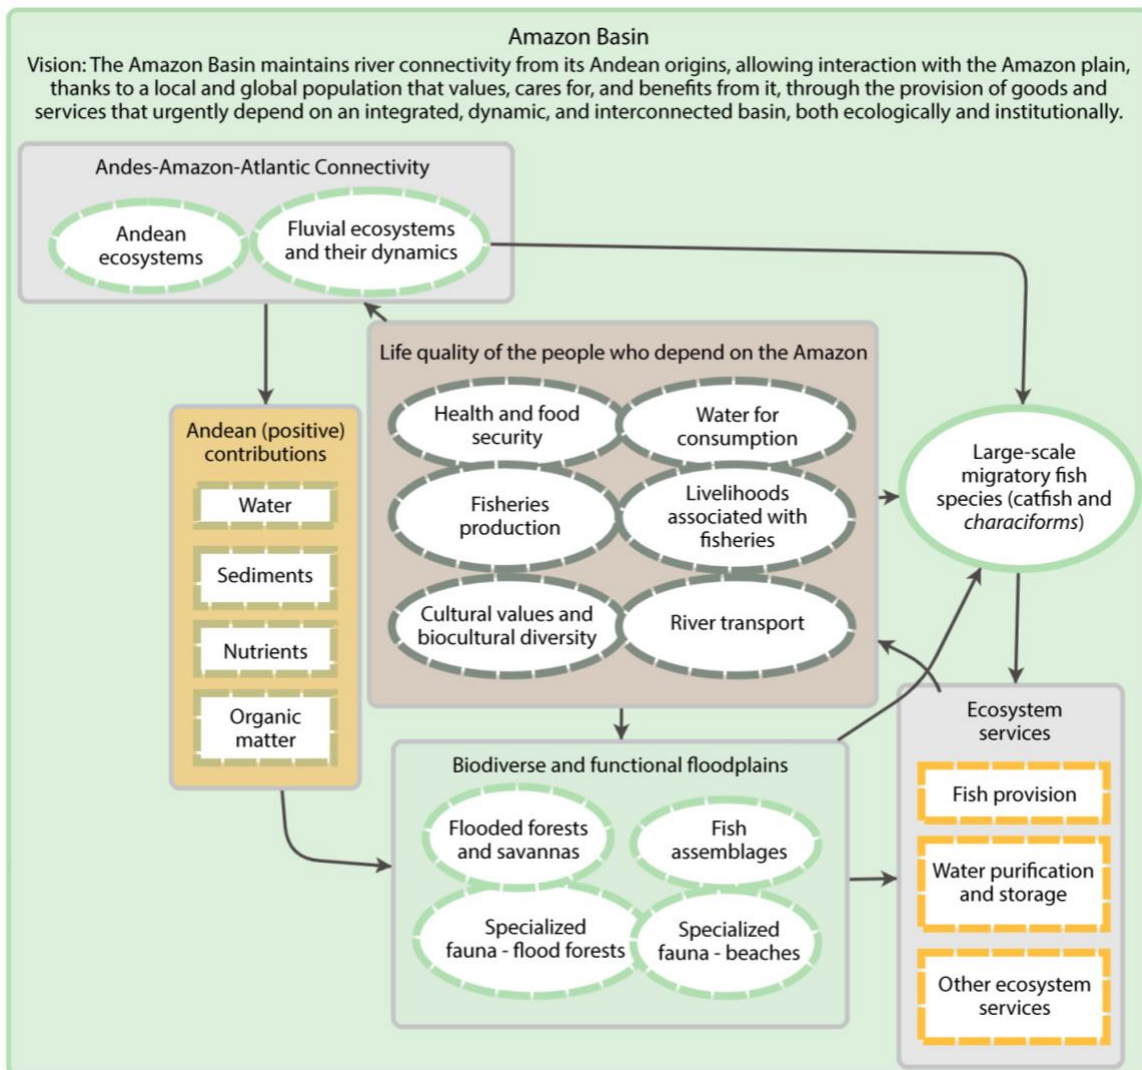 Amazon Basin
Vision: The Amazon Basin maintains river connectivity from its Andean origins, allowing interaction with the Amazon plain,
thanks to a local and global population that values, cares for, and benefits from it, through the provision of goods and
services that urgently depend on an integrated, dynamic, and interconnected basin, both ecologically and institutionally.
Andes-Amazon-Atlantic Connectivity
Andean
ecosystems
Fluvial ecosystems
and their dynamics
Andean (positive)
contributions
Water
Sediments
Nutrients
Organic
matter
Life quality of the people who depend on the Amazon
Health and food
security
Water for
consumption
Fisheries
production
Livelihoods
associated with
fisheries
Cultural values and
biocultural diversity
River transport
Large-scale
migratory fish
species (catfish and
characiforms)
Biodiverse and functional floodplains
Flooded forests
and savannas
Fish
assemblages
Specialized
fauna - flood forests
Specialized
fauna - beaches
Ecosystem
services
Fish provision
Water purification
and storage
Other ecosystem
services